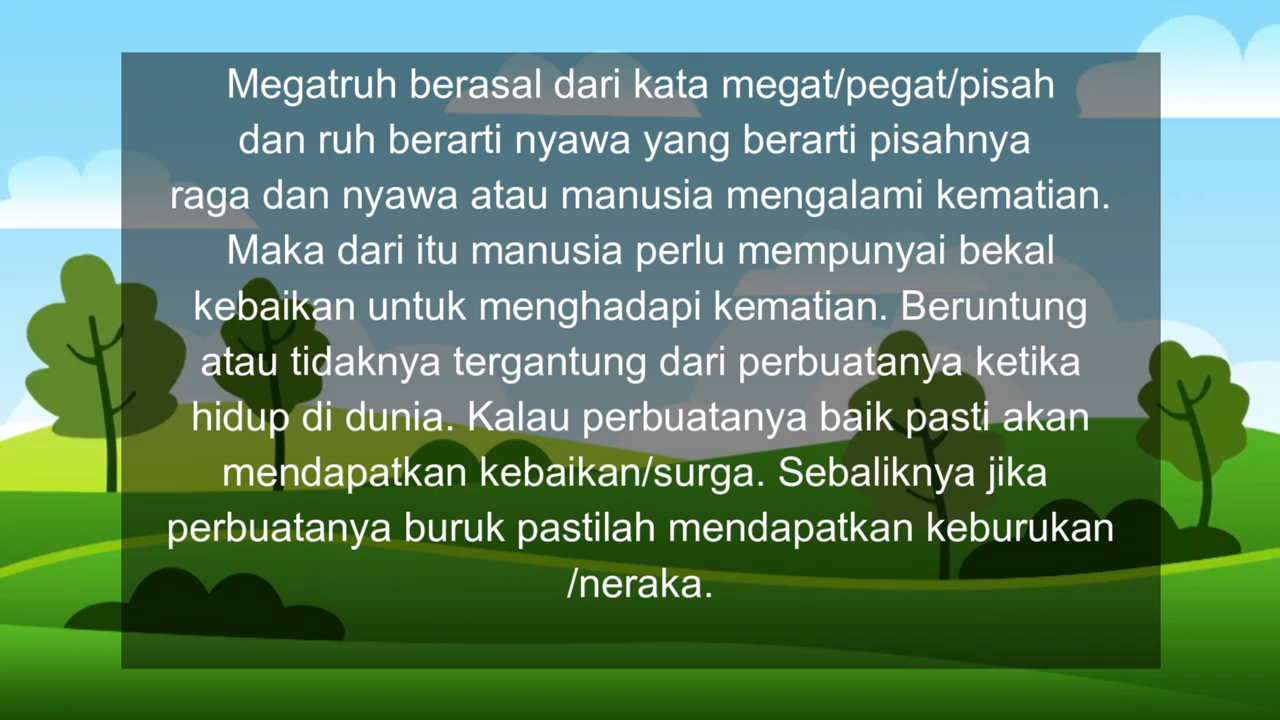 Megatruh berasal dari kata megat/pegat/pisah
dan ruh berarti nyawa yang berarti pisahnya
raga dan nyawa atau manusia mengalami kematian.
Maka dari itu manusia perlu mempunyai bekal
kebaikan untuk menghadapi kematian. Beruntung
atau tidaknya tergantung dari perbuatanya ketika
hidup di dunia. Kalau perbuatanya baik pasti akan
mendapatkan kebaikan/surga. Sebaliknya jika
perbuatanya buruk pastilah mendapatkan keburukan
/neraka.